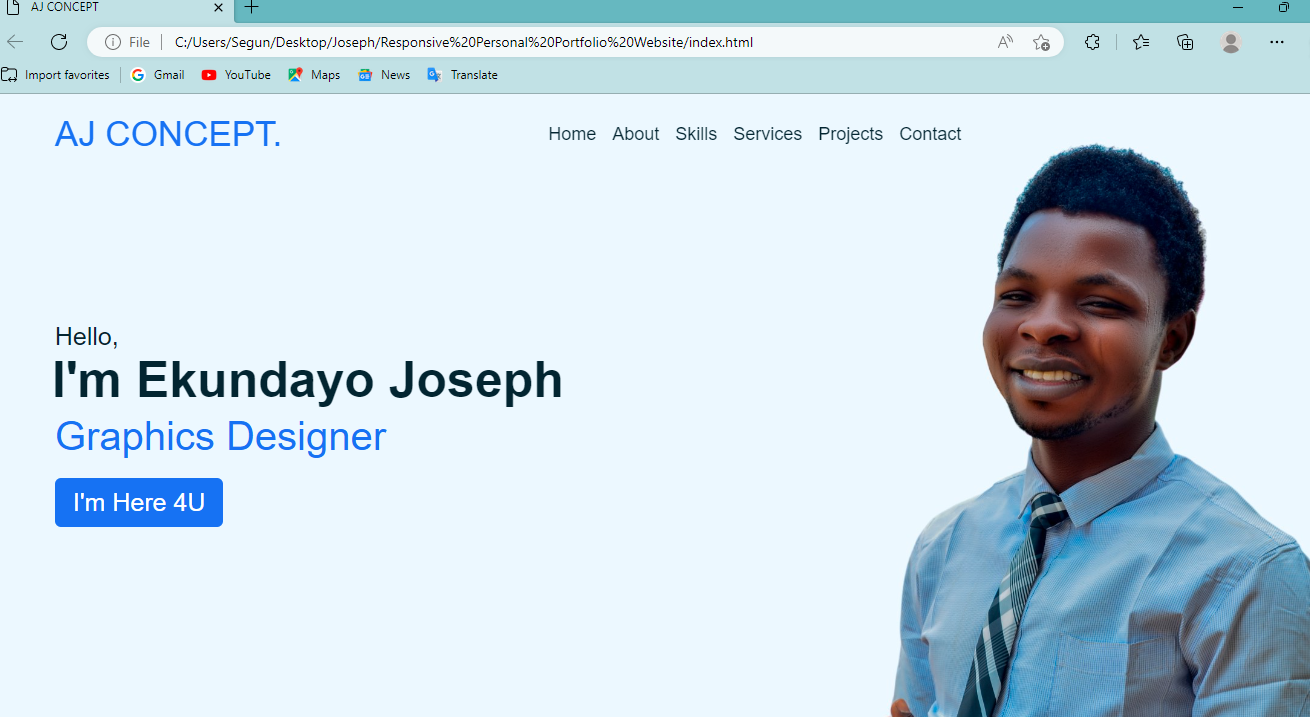 AJ CONCEPT
File C:/Users/Segun/Desktop/Joseph/Responsive%20Personal%20Portfolio%20Website/index.html
Import favorites Gmail YouTube Maps News Translate
AJ CONCEPT. Home About Skills Services Projects Contact
Hello,
I'm Ekundayo Joseph
Graphics Designer
I'm Here 4U